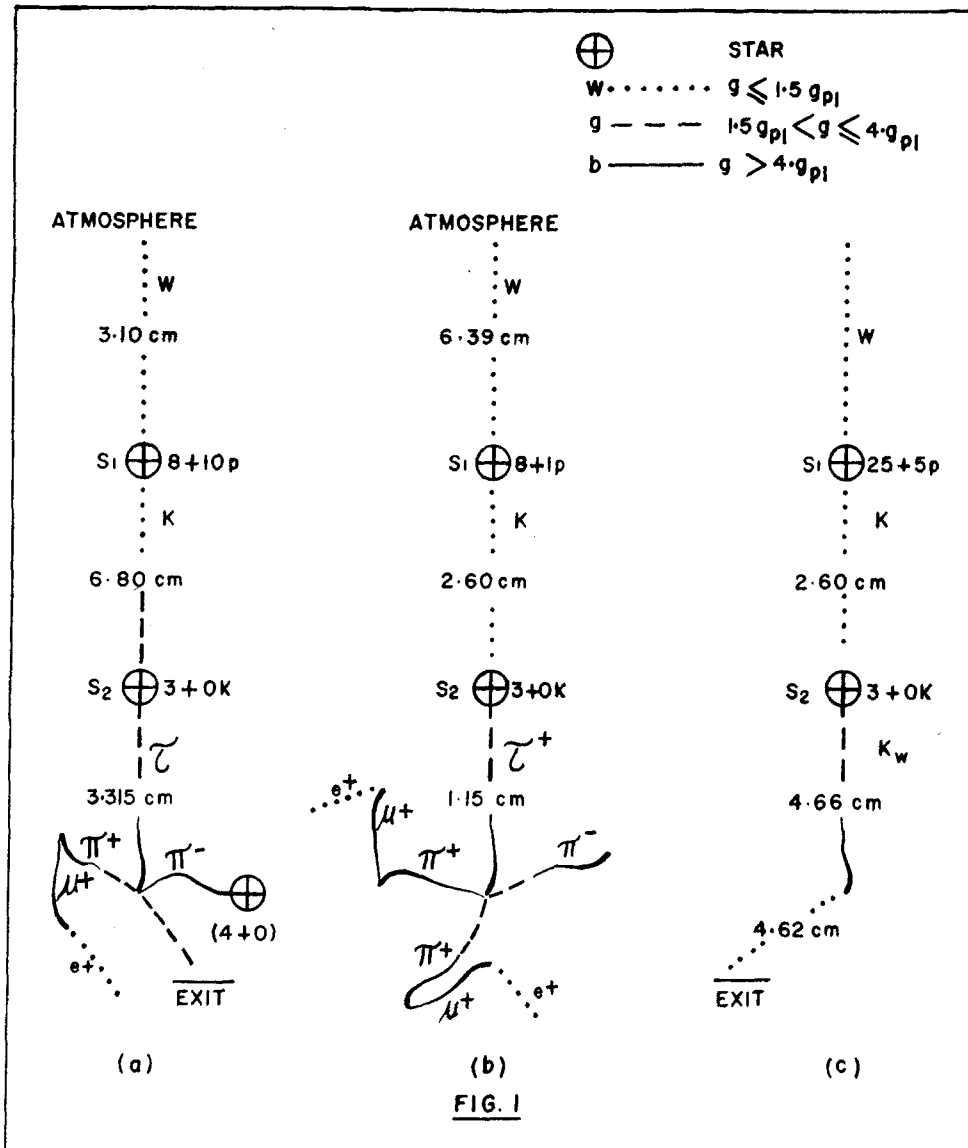 ⊕ STAR
W ······ g ≤ 1·5 gpl
g – – – 1·5gpl < g ≤ 4·gpl
b —— g > 4·gpl
ATMOSPHERE
ATMOSPHERE
W
W
W
3·10 cm
6·39 cm
S1 8+10p
S1 8+1p
S1 25+5p
K
K
K
6·80 cm
2·60 cm
2·60 cm
S2 3+0K
S2 3+0K
S2 3+0K
τ
τ+
Kw
3·315 cm
1·15 cm
4·66 cm
e+
μ+
π+
π-
π+
π-
μ+
(4+0)
4·62 cm
e+
EXIT
π+
μ+
e+
EXIT
(a)
(b)
(c)
FIG. 1